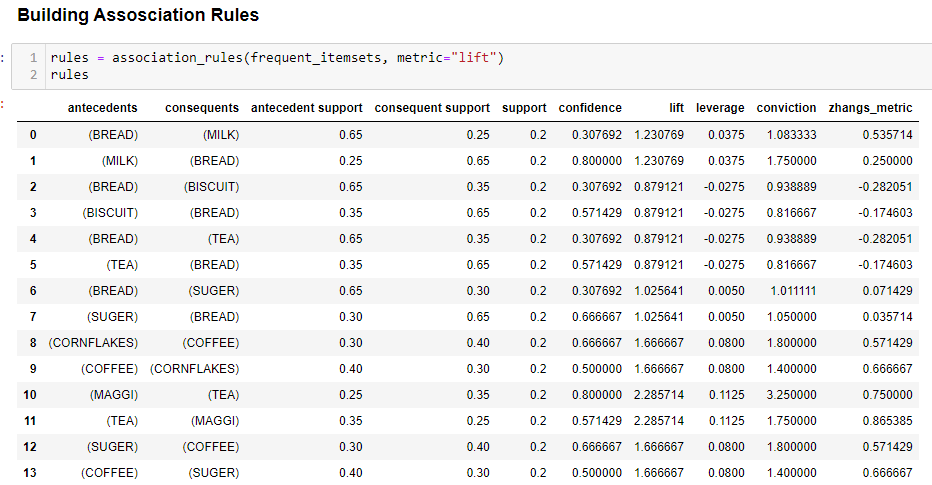 Building Assosciation Rules
: 1 rules = association_rules(frequent_itemsets, metric="lift")
2 rules
:
antecedents consequents antecedent support consequent support support confidence lift leverage conviction zhangs_metric
0 (BREAD) (MILK) 0.65 0.25 0.2 0.307692 1.230769 0.0375 1.083333 0.535714
1 (MILK) (BREAD) 0.25 0.65 0.2 0.800000 1.230769 0.0375 1.750000 0.250000
2 (BREAD) (BISCUIT) 0.65 0.35 0.2 0.307692 0.879121 -0.0275 0.938889 -0.282051
3 (BISCUIT) (BREAD) 0.35 0.65 0.2 0.571429 0.879121 -0.0275 0.816667 -0.174603
4 (BREAD) (TEA) 0.65 0.35 0.2 0.307692 0.879121 -0.0275 0.938889 -0.282051
5 (TEA) (BREAD) 0.35 0.65 0.2 0.571429 0.879121 -0.0275 0.816667 -0.174603
6 (BREAD) (SUGER) 0.65 0.30 0.2 0.307692 1.025641 0.0050 1.011111 0.071429
7 (SUGER) (BREAD) 0.30 0.65 0.2 0.666667 1.025641 0.0050 1.050000 0.035714
8 (CORNFLAKES) (COFFEE) 0.30 0.40 0.2 0.666667 1.666667 0.0800 1.800000 0.571429
9 (COFFEE) (CORNFLAKES) 0.40 0.30 0.2 0.500000 1.666667 0.0800 1.400000 0.666667
10 (MAGGI) (TEA) 0.25 0.35 0.2 0.800000 2.285714 0.1125 3.250000 0.750000
11 (TEA) (MAGGI) 0.35 0.25 0.2 0.571429 2.285714 0.1125 1.750000 0.865385
12 (SUGER) (COFFEE) 0.30 0.40 0.2 0.666667 1.666667 0.0800 1.800000 0.571429
13 (COFFEE) (SUGER) 0.40 0.30 0.2 0.500000 1.666667 0.0800 1.400000 0.666667